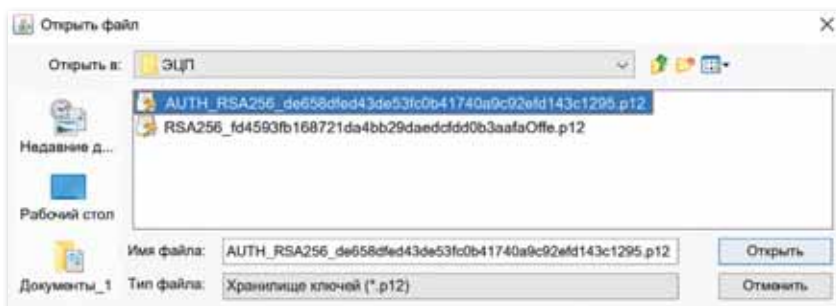 Открыть файл
Открыть в:
ЭЦП
AUTH_RSA256_de658dfed43de53fc0b41740a9c92efd143c1295.p12
RSA256_fd4593fb168721da4bb29daedcfdd0b3aafaOffe.p12
Недавние д...
Рабочий стол
Документы_1
Имя файла: AUTH_RSA256_de658dfed43de53fc0b41740a9c92efd143c1295.p12
Открыть
Тип файла: Хранилище ключей (*.p12)
Отменить